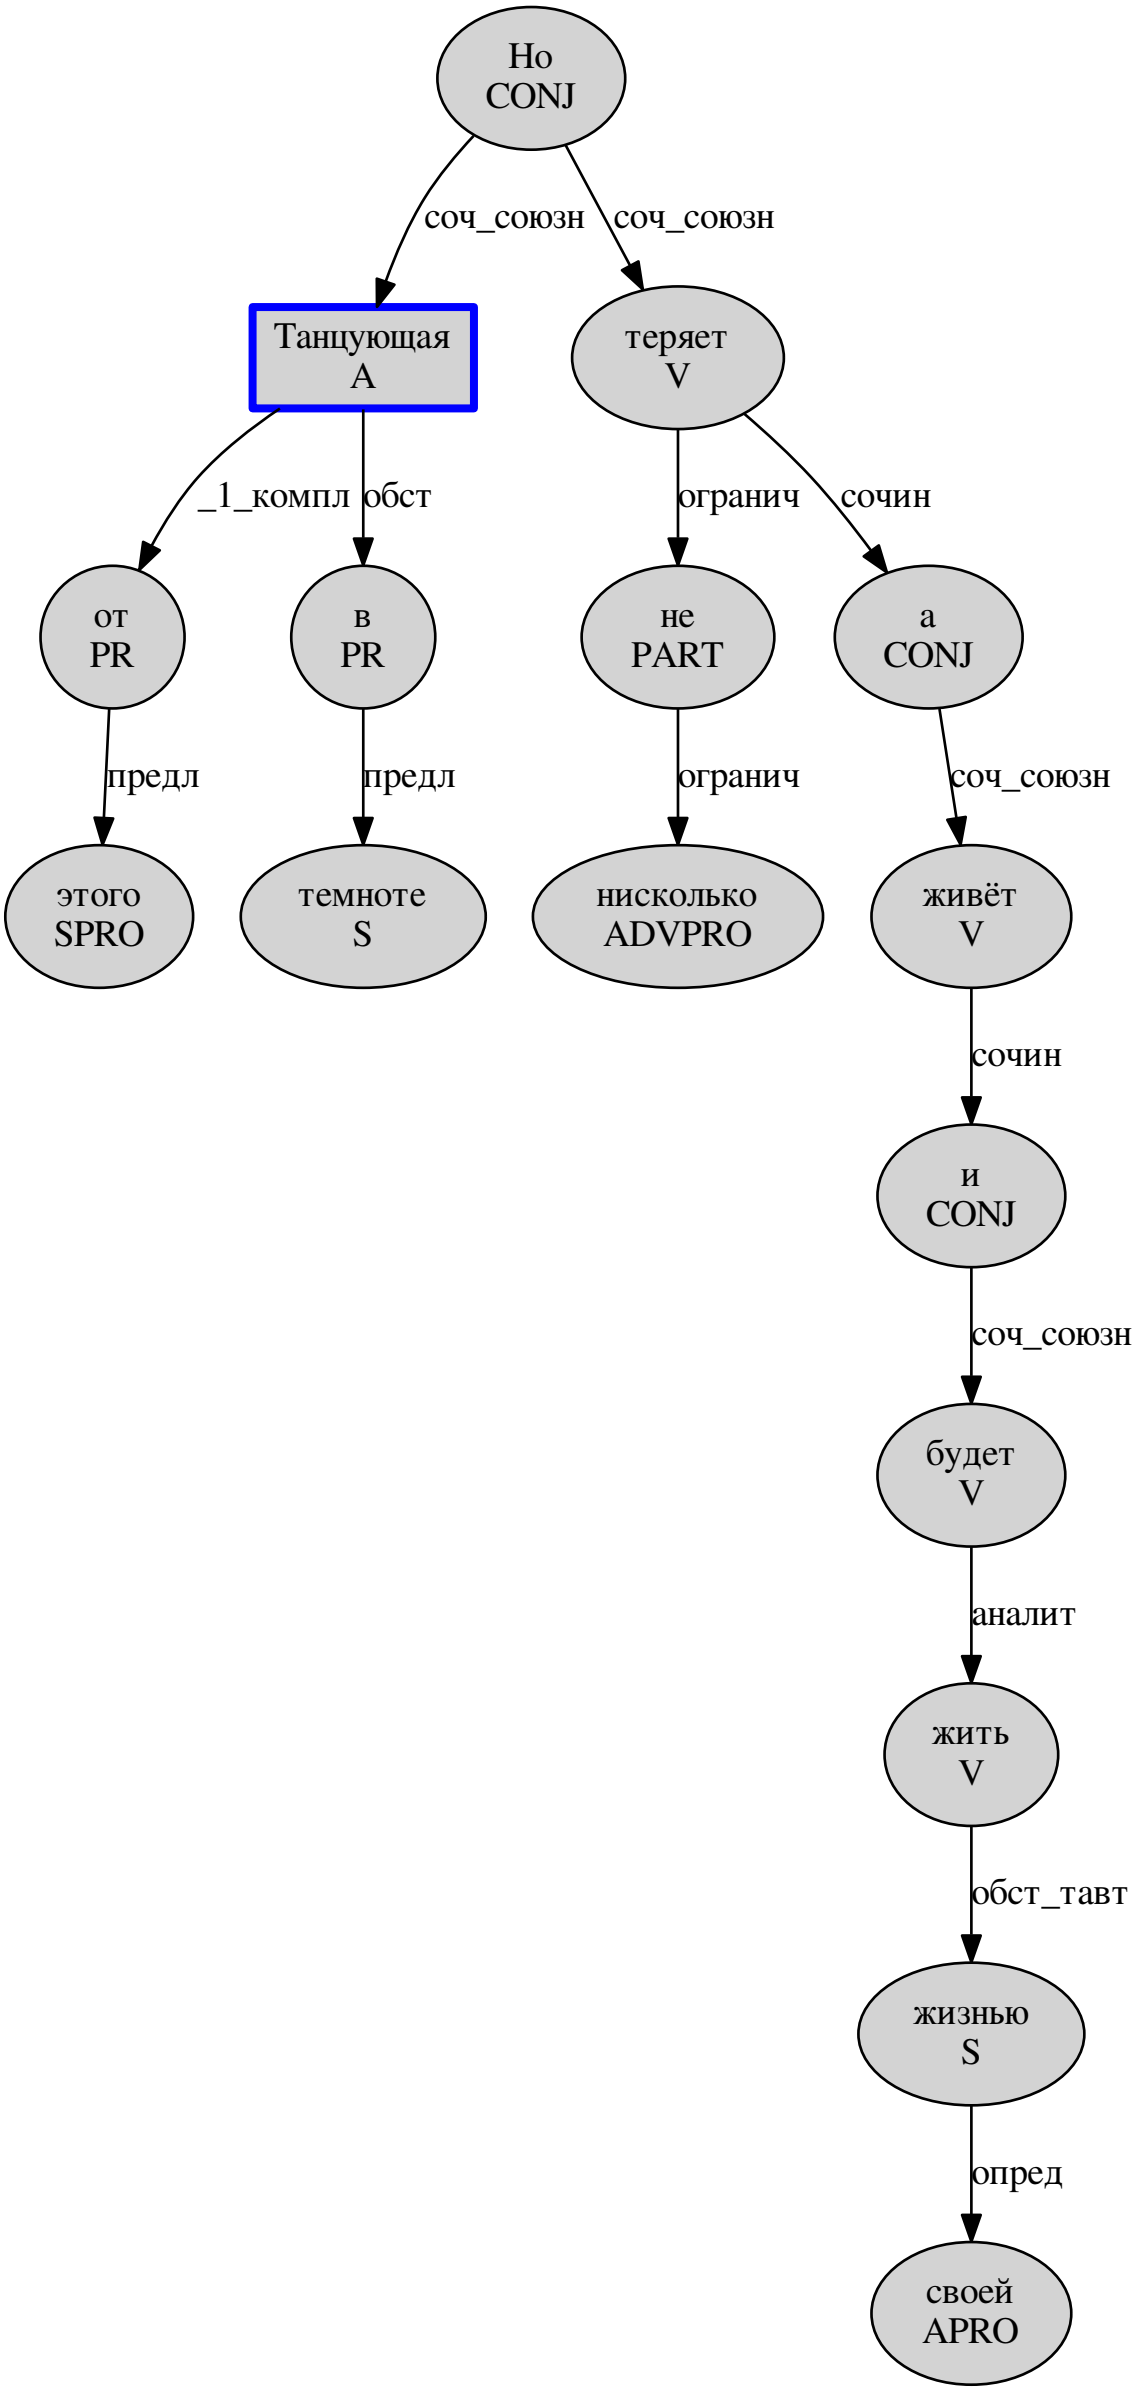 Но
CONJ
соч_союзн
соч_союзн
Танцующая
A
теряет
V
_1_компл
обст
огранич
сочин
от
PR
в
PR
не
PART
а
CONJ
предл
предл
огранич
соч_союзн
этого
SPRO
темноте
S
нисколько
ADVPRO
живёт
V
сочин
и
CONJ
соч_союзн
будет
V
аналит
жить
V
обст_тавт
жизнью
S
опред
своей
APRO